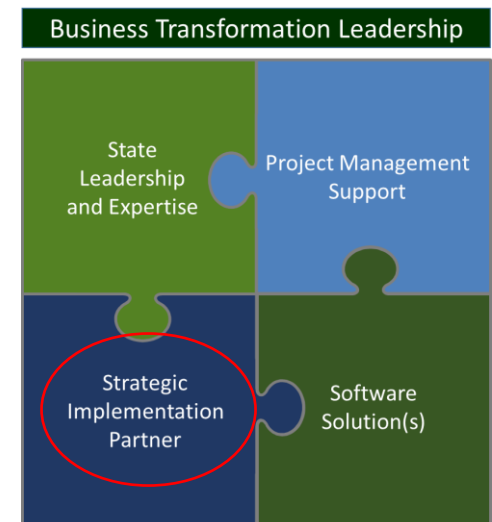 Business Transformation Leadership
State
Leadership
and Expertise
Project Management
Support
Strategic
Implementation
Partner
Software
Solution(s)